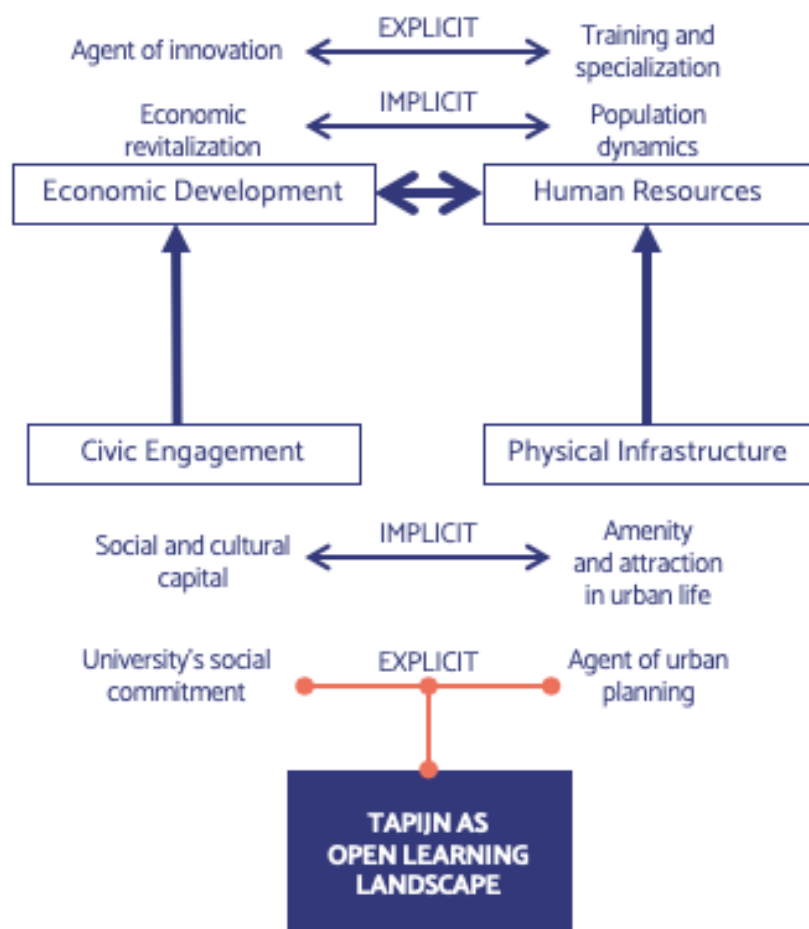 EXPLICIT
Agent of innovation
Training and
specialization
IMPLICIT
Economic
revitalization
Population
dynamics
Economic Development
Human Resources
Civic Engagement
Physical Infrastructure
Social and cultural
capital
IMPLICIT
Amenity
and attraction
in urban life
University's social
commitment
EXPLICIT
Agent of urban
planning
TAPIJN AS
OPEN LEARNING
LANDSCAPE